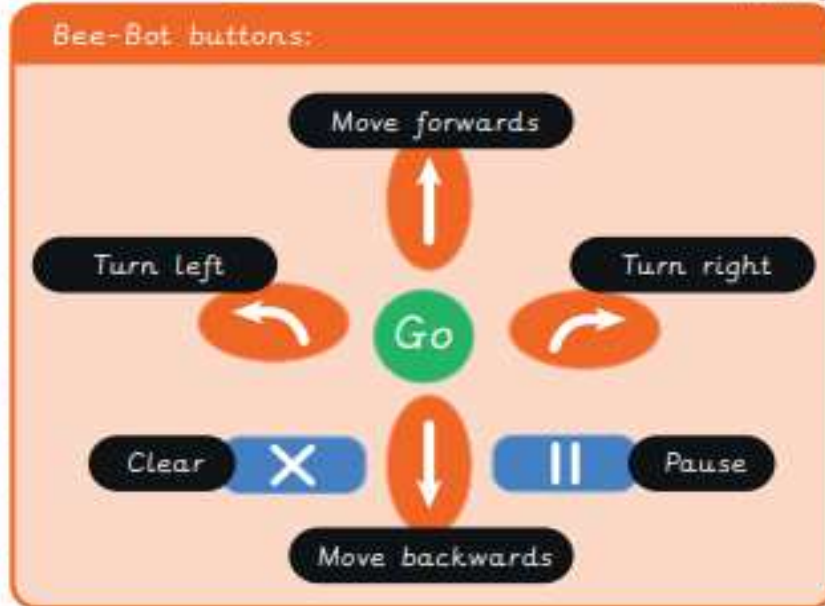 Bee-Bot buttons:
Move forwards
Turn left
Turn right
Go
Clear
Pause
Move backwards